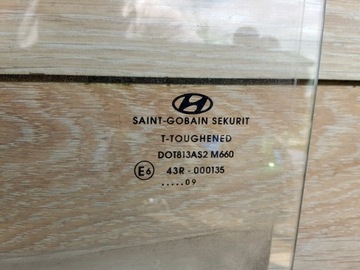 SAINT-GOBAIN SEKURIT
T-TOUGHENED
DOT813AS2 M660
E6 43R - 000135
.....09